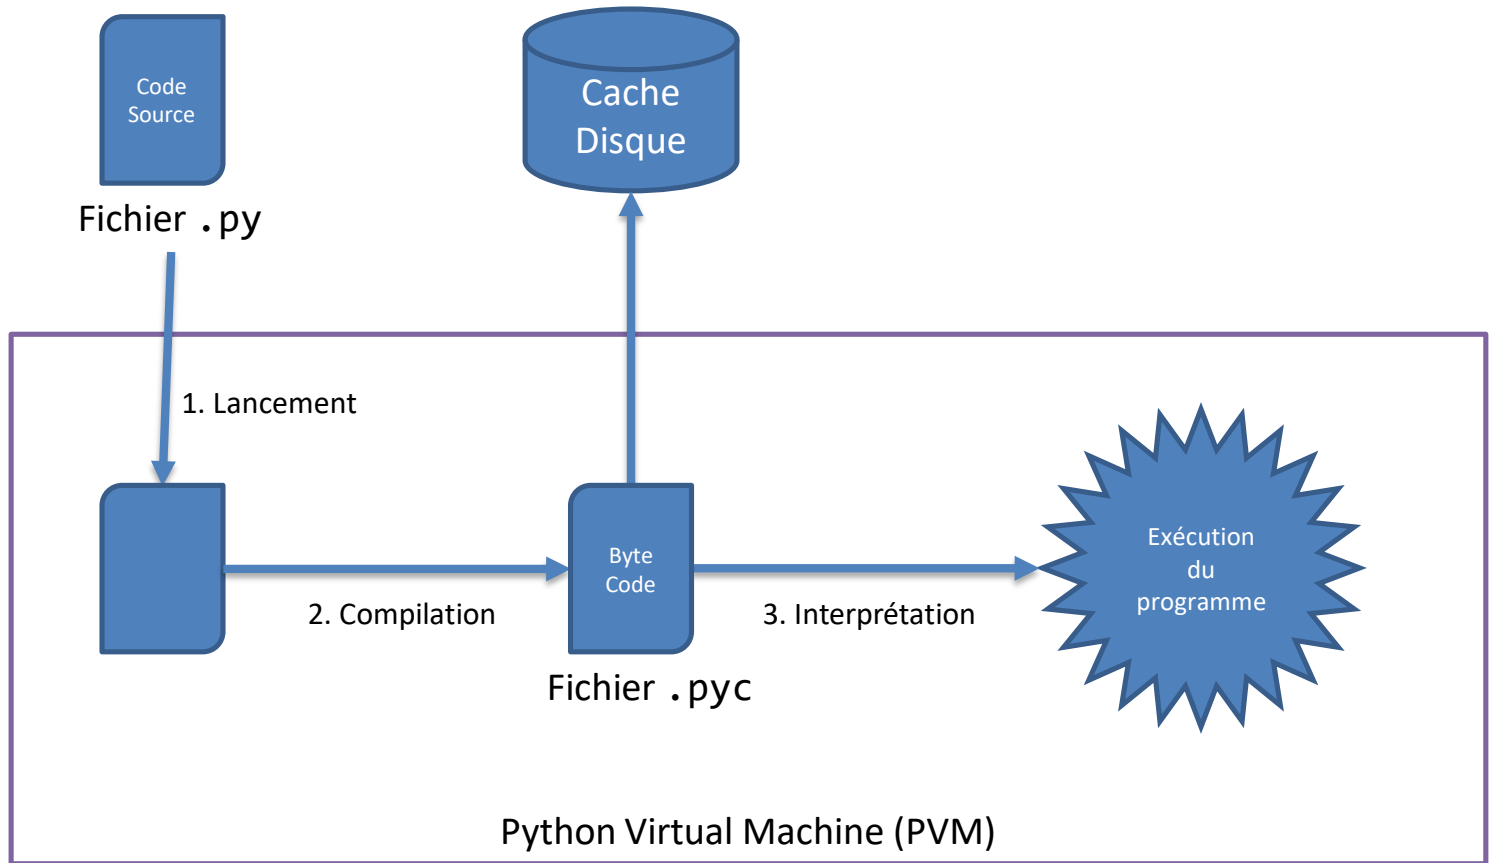 Code
Source
Cache
Disque
Fichier .py
1. Lancement
Byte
Code
Exécution
du
programme
2. Compilation
3. Interprétation
Fichier .pyc
Python Virtual Machine (PVM)